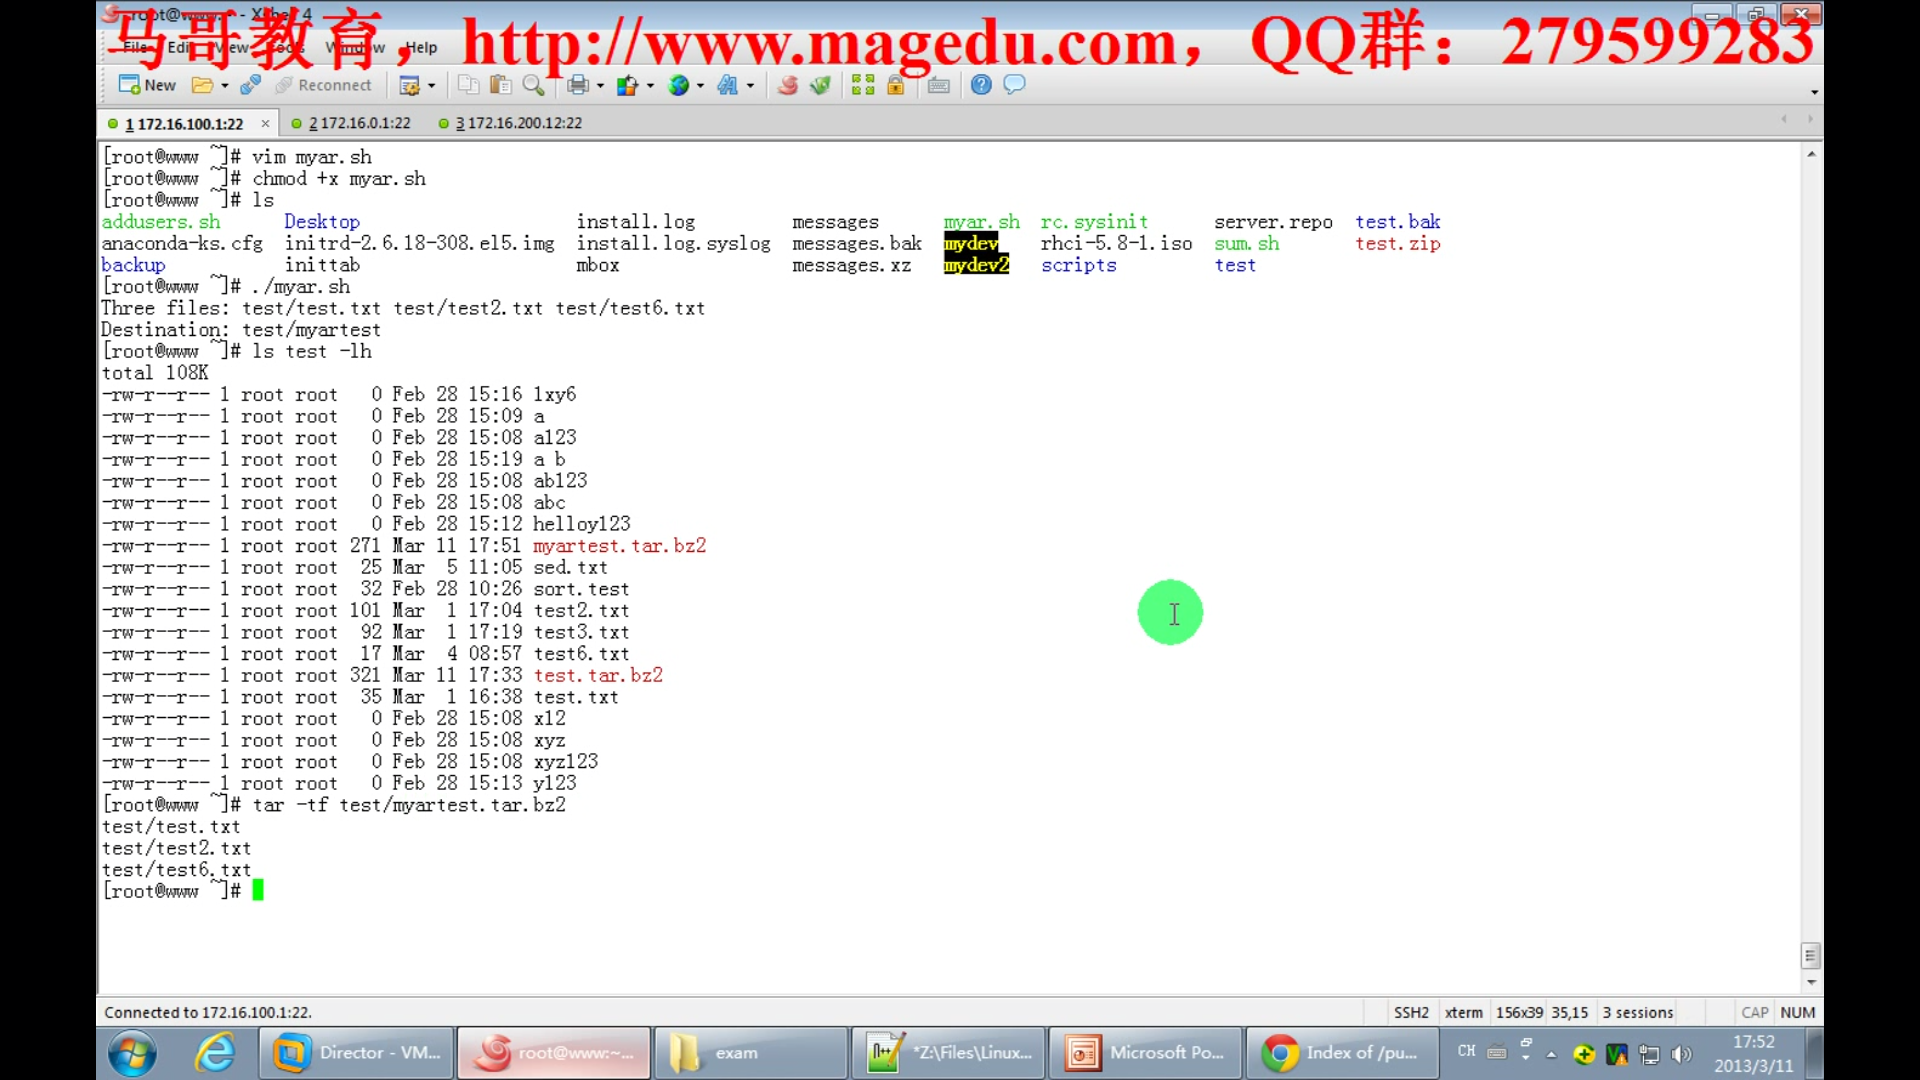 root@www:~ - Xshell 4
马哥教育，http://www.magedu.com，QQ群：279599283
File Edit View Tools Window Help
New Reconnect
1 172.16.100.1:22 × 2 172.16.0.1:22 3 172.16.200.12:22
[root@www ~]# vim myar.sh
[root@www ~]# chmod +x myar.sh
[root@www ~]# ls
addusers.sh Desktop install.log messages myar.sh rc.sysinit server.repo test.bak
anaconda-ks.cfg initrd-2.6.18-308.el5.img install.log.syslog messages.bak mydev rhci-5.8-1.iso sum.sh test.zip
backup inittab mbox messages.xz mydev2 scripts test
[root@www ~]# ./myar.sh
Three files: test/test.txt test/test2.txt test/test6.txt
Destination: test/myartest
[root@www ~]# ls test -lh
total 108K
-rw-r--r-- 1 root root 0 Feb 28 15:16 1xy6
-rw-r--r-- 1 root root 0 Feb 28 15:09 a
-rw-r--r-- 1 root root 0 Feb 28 15:08 a123
-rw-r--r-- 1 root root 0 Feb 28 15:19 a b
-rw-r--r-- 1 root root 0 Feb 28 15:08 ab123
-rw-r--r-- 1 root root 0 Feb 28 15:08 abc
-rw-r--r-- 1 root root 0 Feb 28 15:12 helloy123
-rw-r--r-- 1 root root 271 Mar 11 17:51 myartest.tar.bz2
-rw-r--r-- 1 root root 25 Mar 5 11:05 sed.txt
-rw-r--r-- 1 root root 32 Feb 28 10:26 sort.test
-rw-r--r-- 1 root root 101 Mar 1 17:04 test2.txt
-rw-r--r-- 1 root root 92 Mar 1 17:19 test3.txt
-rw-r--r-- 1 root root 17 Mar 4 08:57 test6.txt
-rw-r--r-- 1 root root 321 Mar 11 17:33 test.tar.bz2
-rw-r--r-- 1 root root 35 Mar 1 16:38 test.txt
-rw-r--r-- 1 root root 0 Feb 28 15:08 x12
-rw-r--r-- 1 root root 0 Feb 28 15:08 xyz
-rw-r--r-- 1 root root 0 Feb 28 15:08 xyz123
-rw-r--r-- 1 root root 0 Feb 28 15:13 y123
[root@www ~]# tar -tf test/myartest.tar.bz2
test/test.txt
test/test2.txt
test/test6.txt
[root@www ~]#
Connected to 172.16.100.1:22. SSH2 xterm 156x39 35,15 3 sessions CAP NUM
Director - VM... root@www:~... exam *Z:\Files\Linux... Microsoft Po... Index of /pu... CH 17:52
2013/3/11